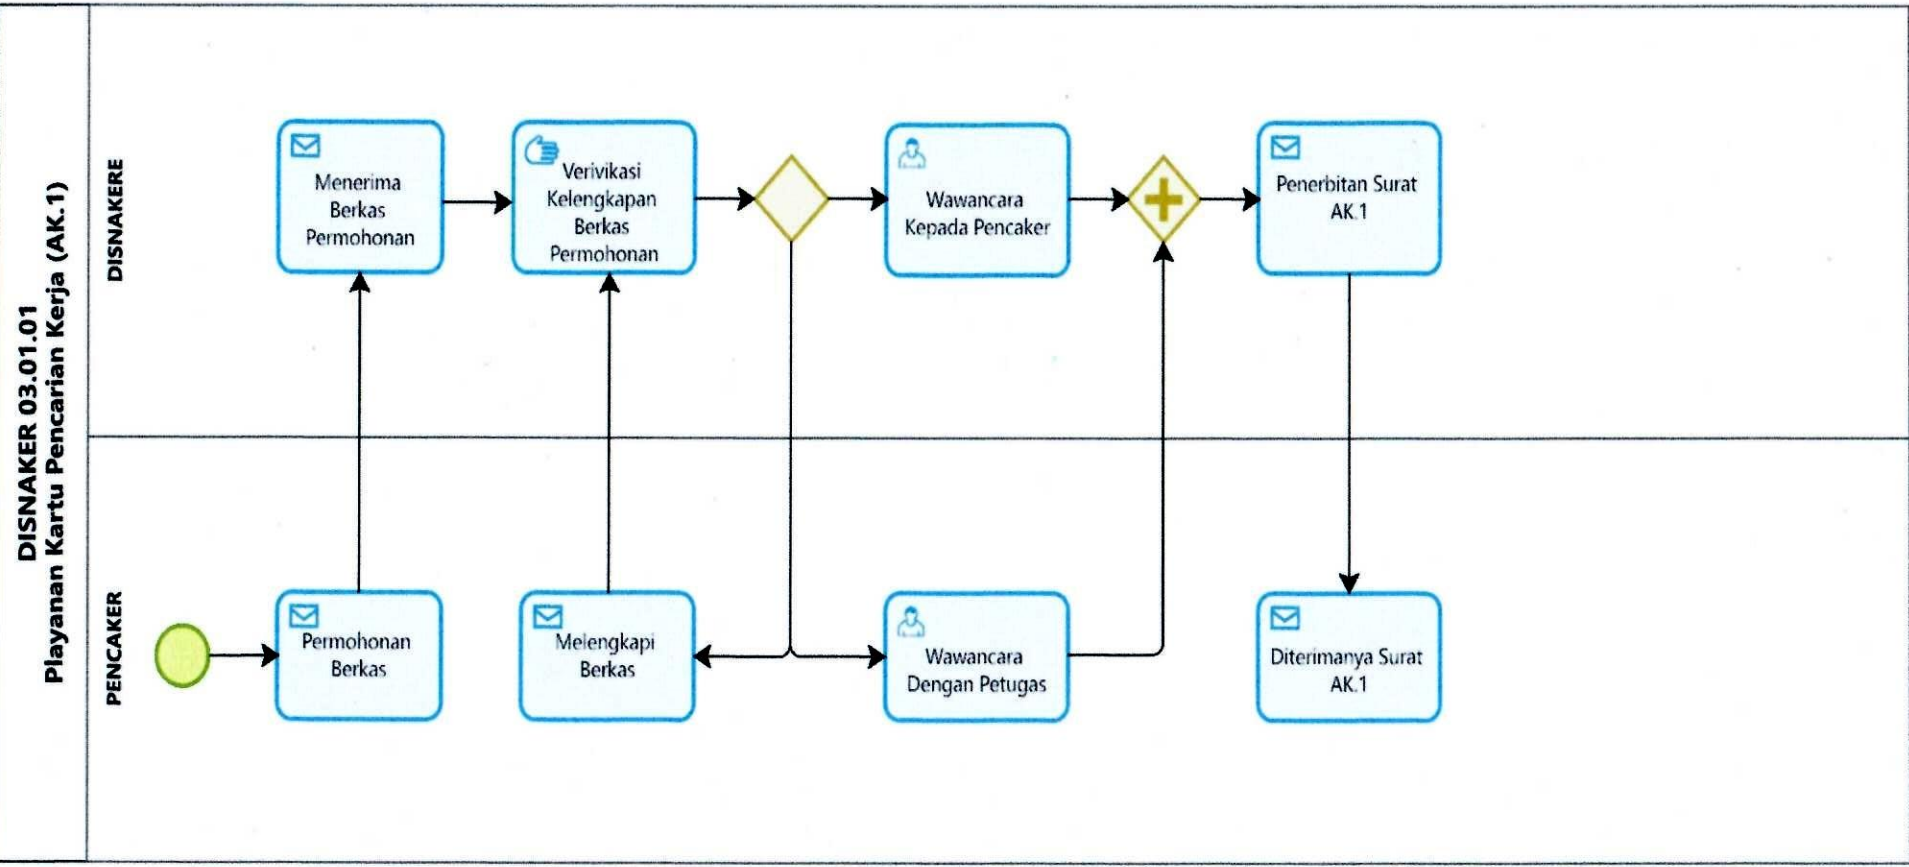 DISNAKER 03.01.01
Playanan Kartu Pencarian Kerja (AK.1)
DISNAKERE
Menerima
Berkas
Permohonan
Verivikasi
Kelengkapan
Berkas
Permohonan
Wawancara
Kepada Pencaker
Penerbitan Surat
AK.1
PENCAKER
Permohonan
Berkas
Melengkapi
Berkas
Wawancara
Dengan Petugas
Diterimanya Surat
AK.1